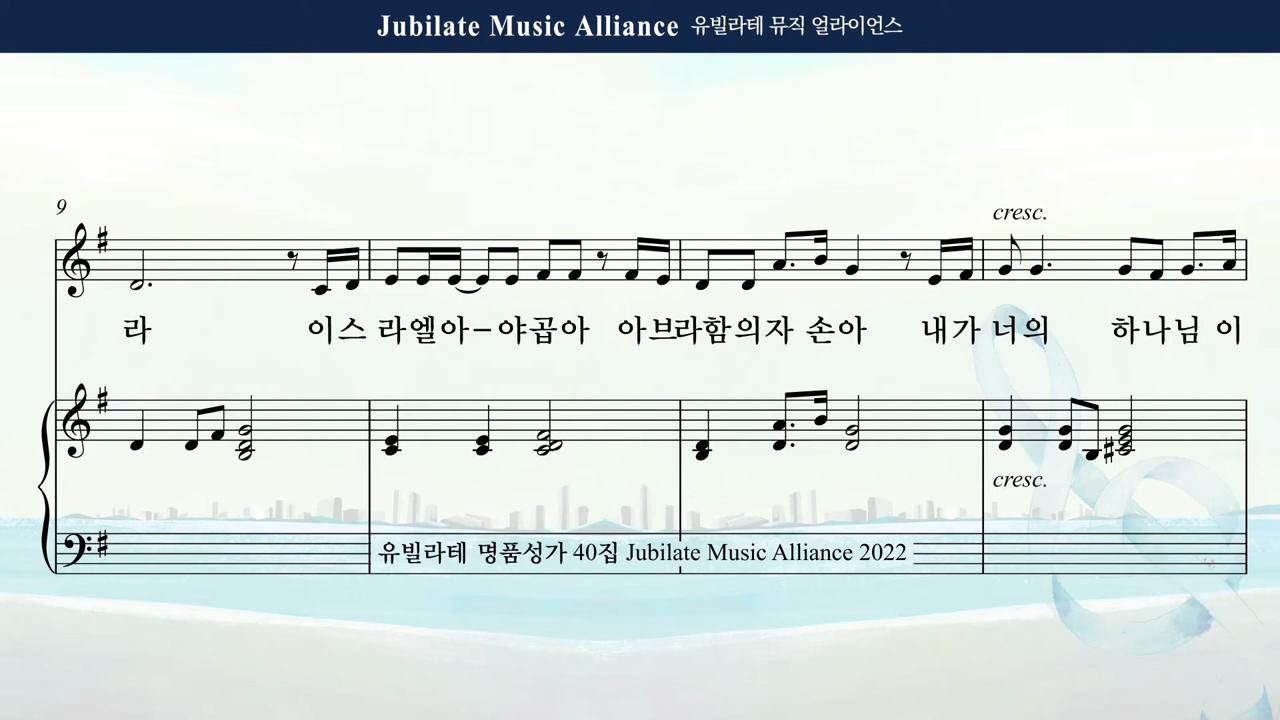 Jubilate Music Alliance 유빌라테 뮤직 얼라이언스
9
cresc.
라 이스 라엘아–야곱아 아브라함의자 손아 내가 너의 하나님 이
cresc.
유빌라테 명품성가 40집 Jubilate Music Alliance 2022